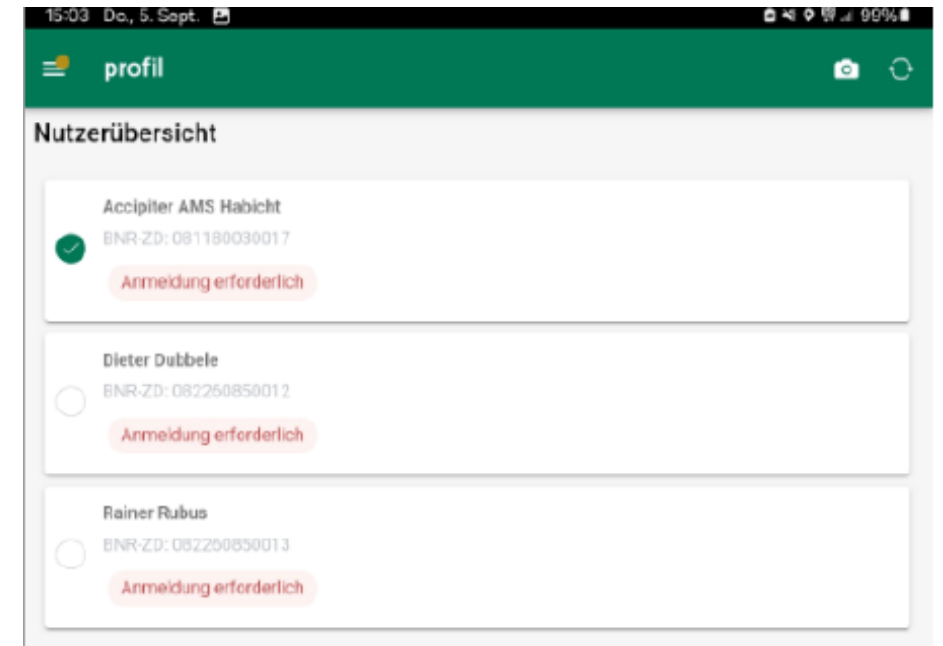 15:03 Do., 5. Sept. 99%
profil
Nutzerübersicht
Accipiter AMS Habicht
BNR-ZD: 081180030017
Anmeldung erforderlich
Dieter Dubbele
BNR-ZD: 082260850012
Anmeldung erforderlich
Rainer Rubus
BNR-ZD: 082260850013
Anmeldung erforderlich